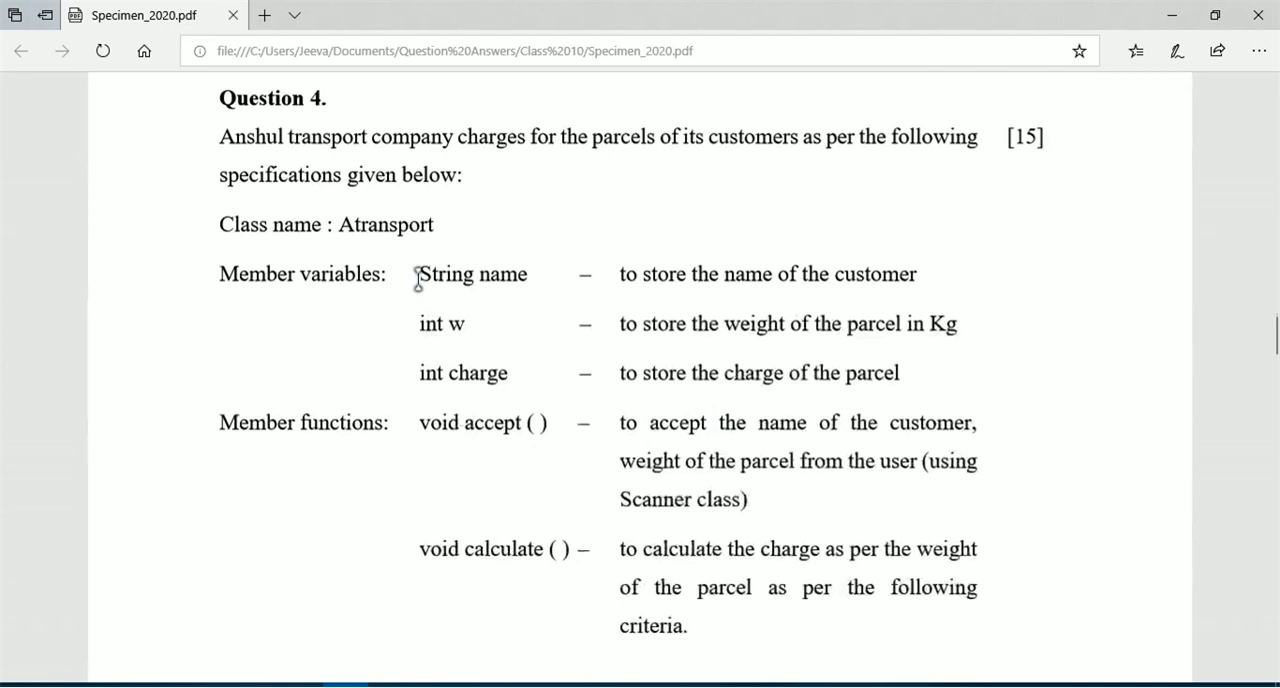 Specimen_2020.pdf
file:///C:/Users/Jeeva/Documents/Question%20Answers/Class%2010/Specimen_2020.pdf
Question 4.
Anshul transport company charges for the parcels of its customers as per the following [15]
specifications given below:
Class name : Atransport
Member variables: String name – to store the name of the customer
int w – to store the weight of the parcel in Kg
int charge – to store the charge of the parcel
Member functions: void accept ( ) – to accept the name of the customer,
weight of the parcel from the user (using
Scanner class)
void calculate ( ) – to calculate the charge as per the weight
of the parcel as per the following
criteria.